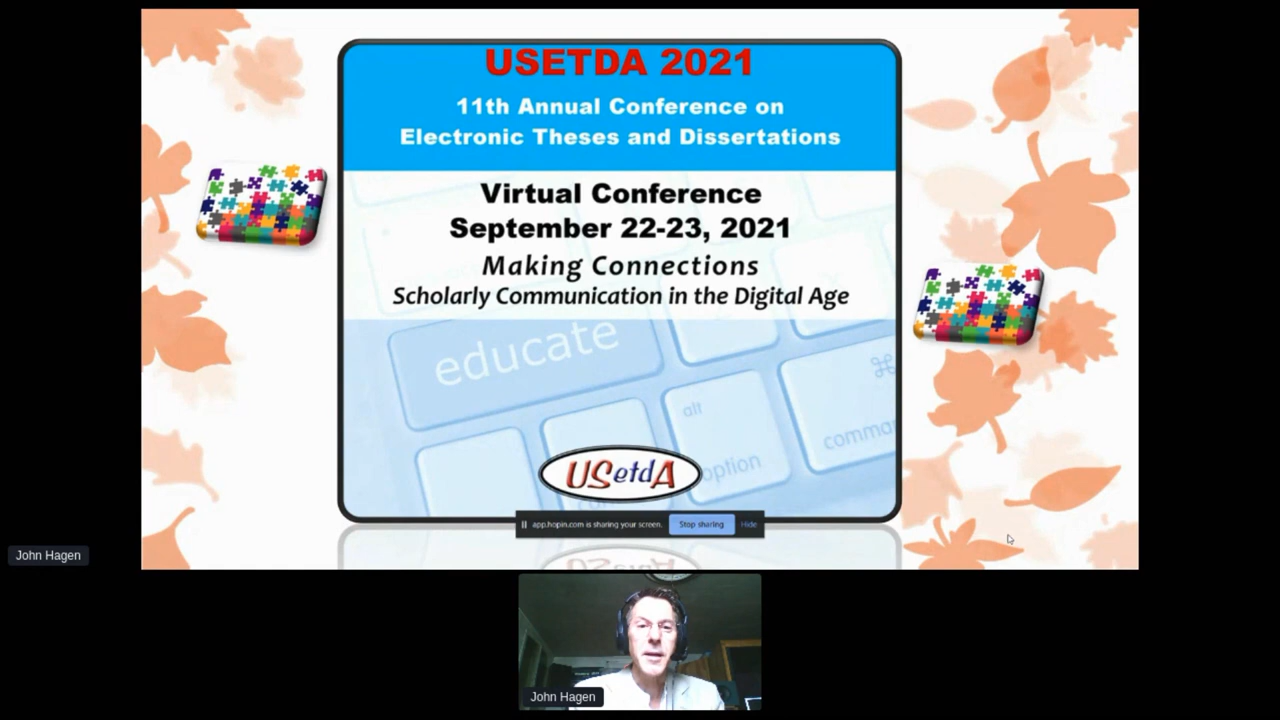 USETDA 2021
11th Annual Conference on
Electronic Theses and Dissertations
Virtual Conference
September 22-23, 2021
Making Connections
Scholarly Communication in the Digital Age
educate
⌘
alt
option
comma
USetdA
app.hopin.com is sharing your screen.
Stop sharing
Hide
John Hagen
John Hagen